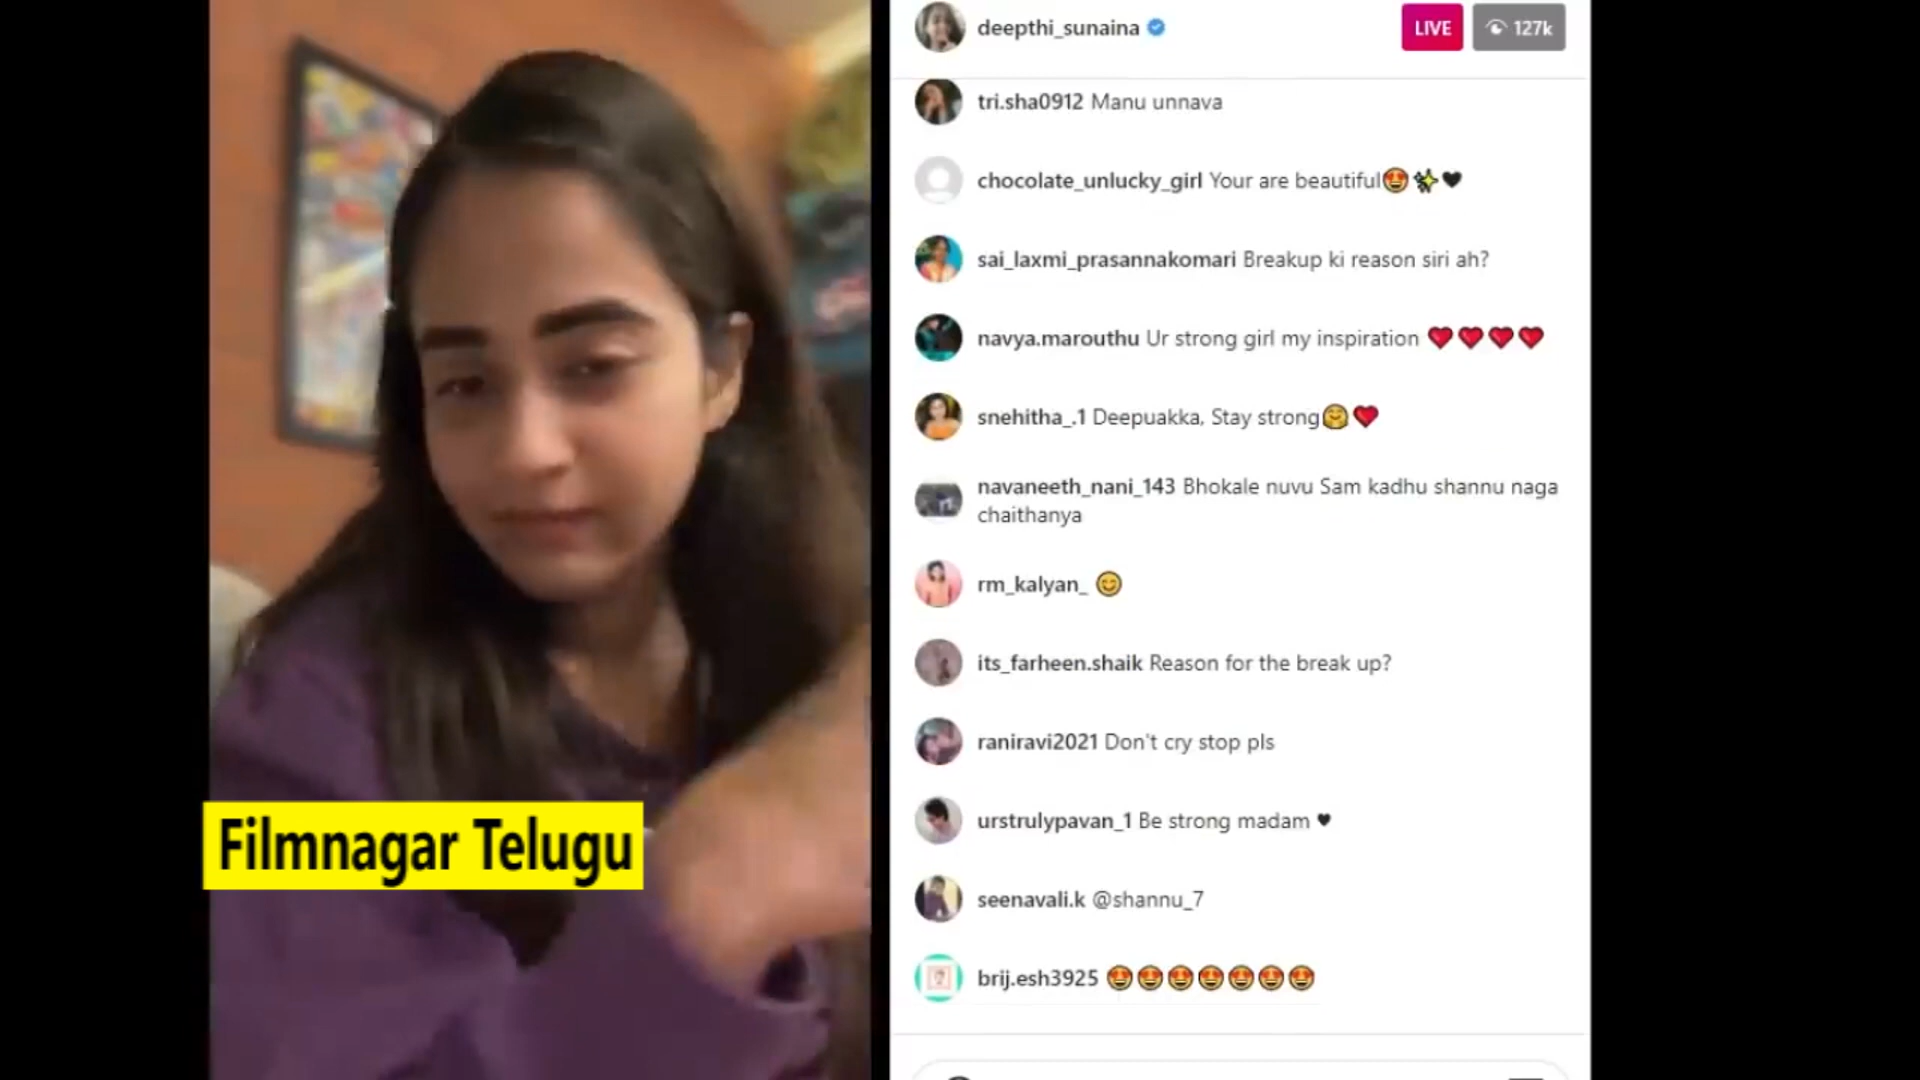 deepthi_sunaina
LIVE 127k
tri.sha0912 Manu unnava
chocolate_unlucky_girl Your are beautiful😍✨🖤
sai_laxmi_prasannakomari Breakup ki reason siri ah?
navya.marouthu Ur strong girl my inspiration ❤️❤️❤️❤️
snehitha_.1 Deepuakka, Stay strong🤗❤️
navaneeth_nani_143 Bhokale nuvu Sam kadhu shannu naga
chaithanya
rm_kalyan_ 😊
its_farheen.shaik Reason for the break up?
raniravi2021 Don't cry stop pls
urstrulypavan_1 Be strong madam 🖤
seenavali.k @shannu_7
brij.esh3925 😍😍😍😍😍😍😍
Filmnagar Telugu